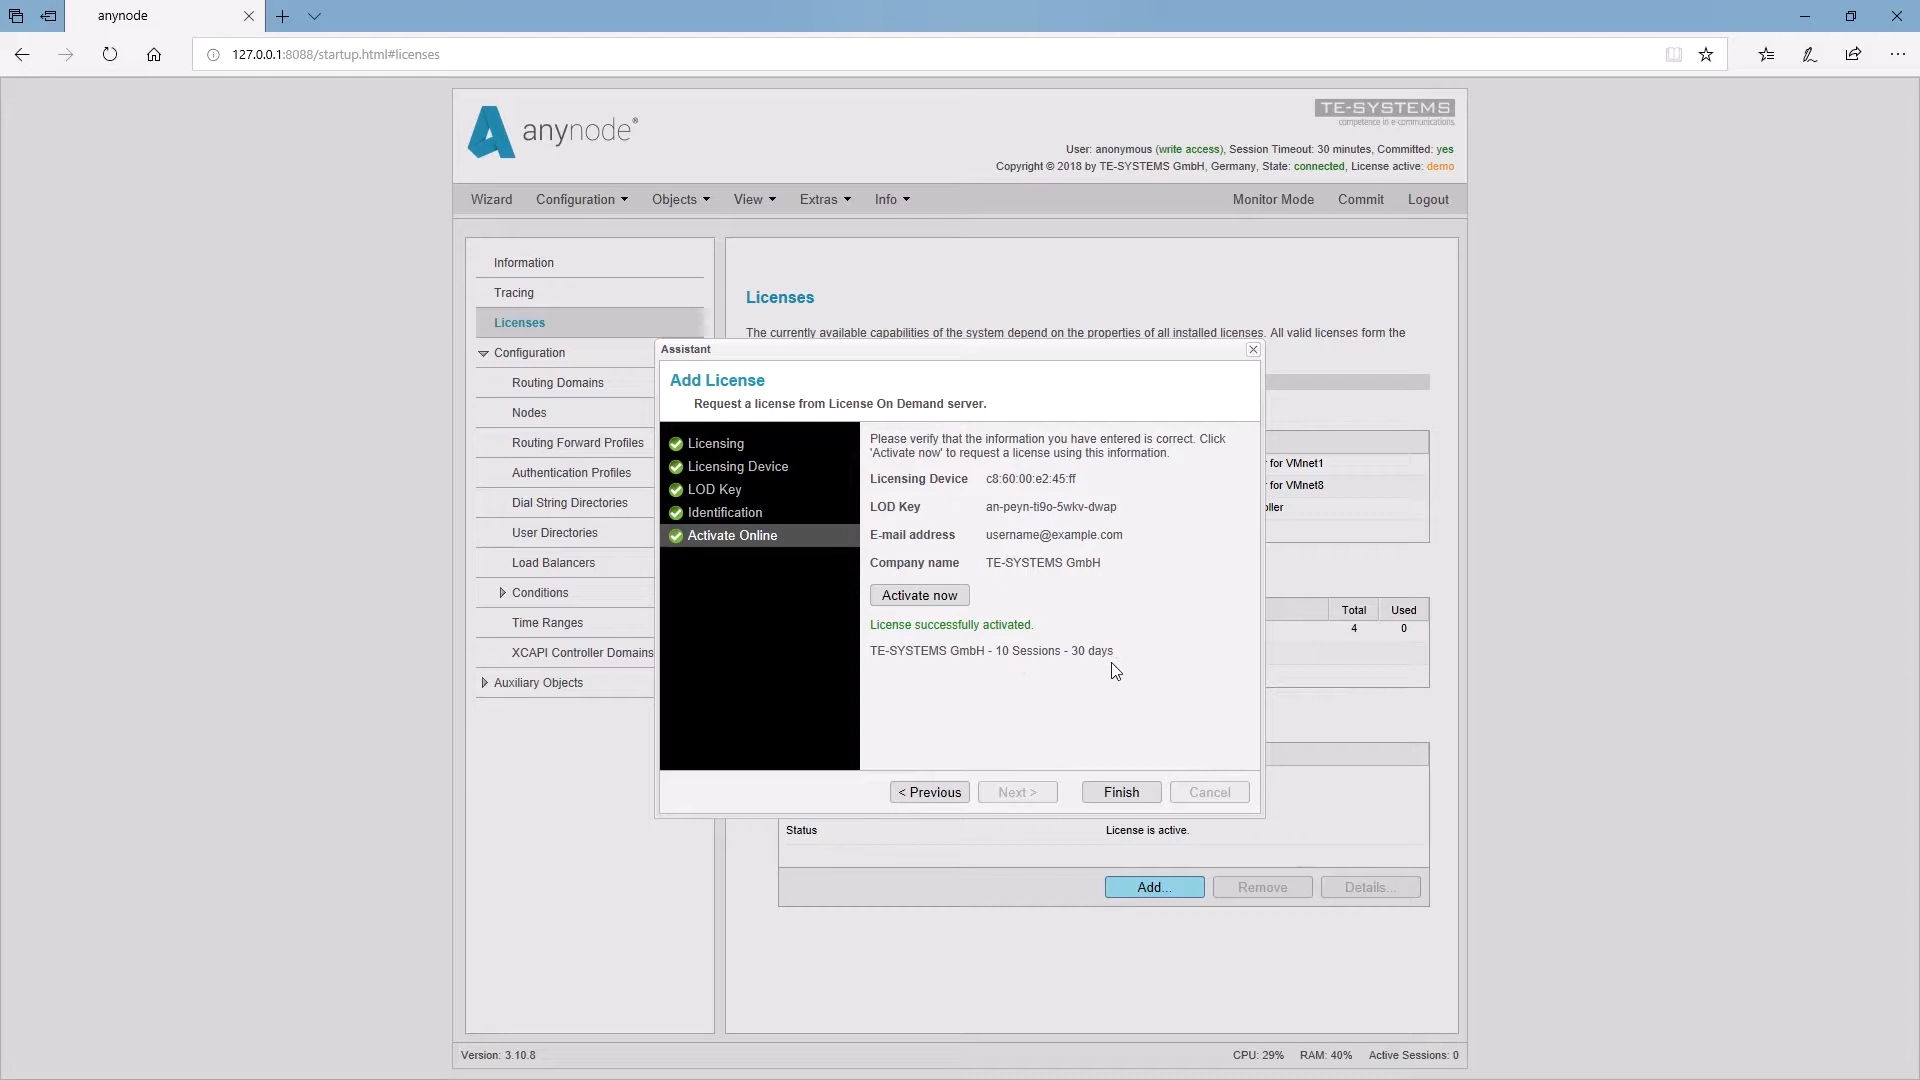 anynode
127.0.0.1:8088/startup.html#licenses
anynode®
TE-SYSTEMS
competence in e-communications.
User: anonymous (write access), Session Timeout: 30 minutes, Committed: yes
Copyright © 2018 by TE-SYSTEMS GmbH, Germany, State: connected, License active: demo
Wizard Configuration Objects View Extras Info Monitor Mode Commit Logout
Information
Tracing
Licenses
Configuration
Routing Domains
Nodes
Routing Forward Profiles
Authentication Profiles
Dial String Directories
User Directories
Load Balancers
Conditions
Time Ranges
XCAPI Controller Domains
Auxiliary Objects
Licenses
The currently available capabilities of the system depend on the properties of all installed licenses. All valid licenses form the
Assistant
Add License
Request a license from License On Demand server.
Licensing
Licensing Device
LOD Key
Identification
Activate Online
Please verify that the information you have entered is correct. Click
'Activate now' to request a license using this information.
Licensing Device c8:60:00:e2:45:ff
LOD Key an-peyn-ti9o-5wkv-dwap
E-mail address username@example.com
Company name TE-SYSTEMS GmbH
Activate now
License successfully activated.
TE-SYSTEMS GmbH - 10 Sessions - 30 days
< Previous Next > Finish Cancel
r for VMnet1
r for VMnet8
oller
Total Used
4 0
Status License is active.
Add... Remove Details...
Version: 3.10.8 CPU: 29% RAM: 40% Active Sessions: 0